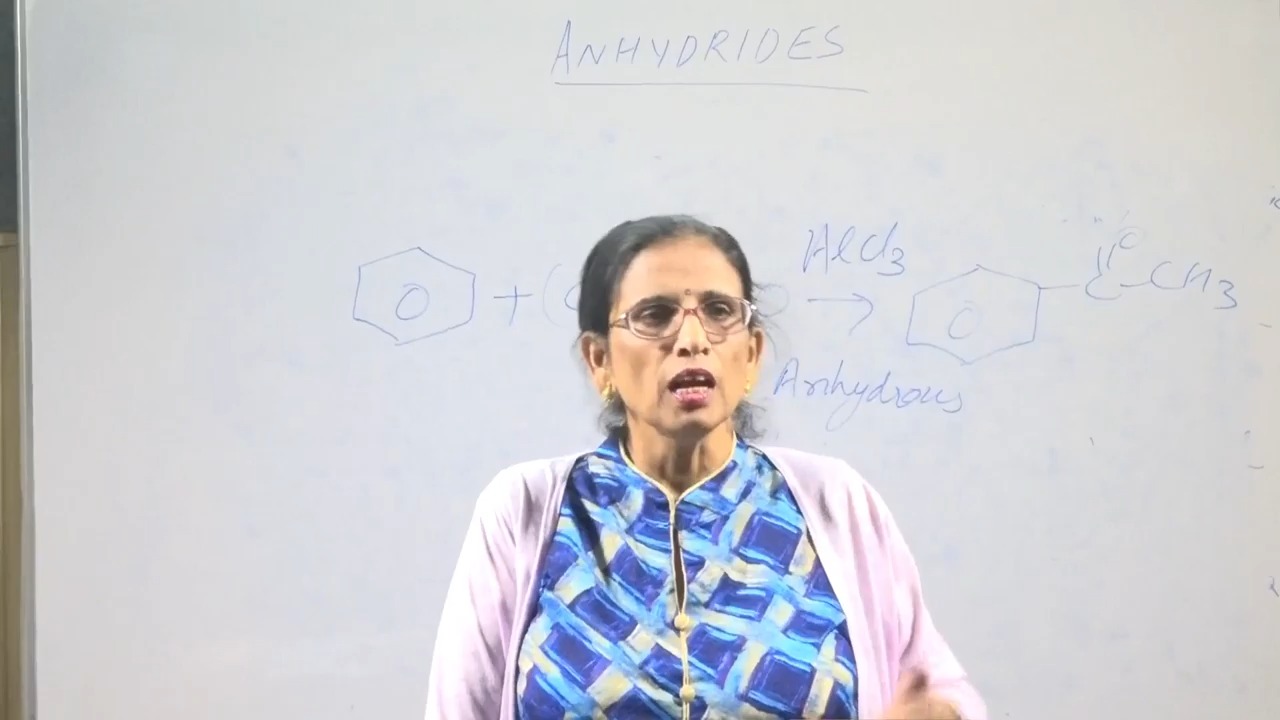 ANHYDRIDES
AlCl3
+ ( → C-CH3
Anhydrous